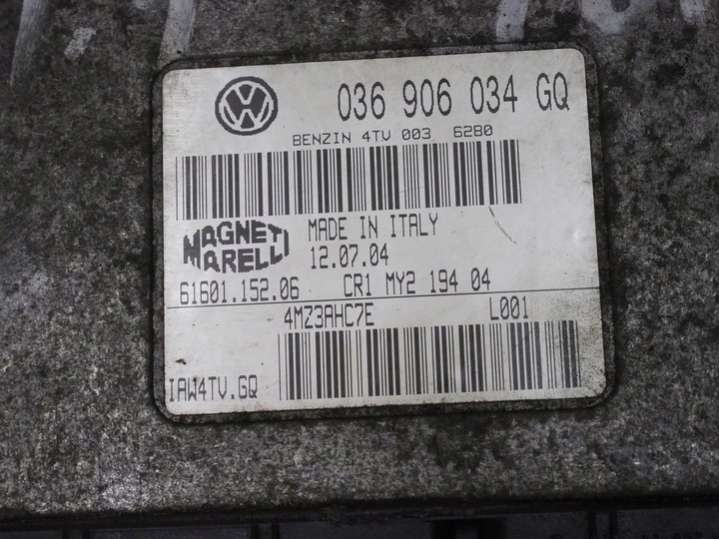 036 906 034 GQ
BENZIN 4TV 003 6280
MAGNETI MARELLI
MADE IN ITALY
12.07.04
61601.152.06 CR1 MY2 194 04
4MZ3AHC7E L001
IAW4TV.GQ